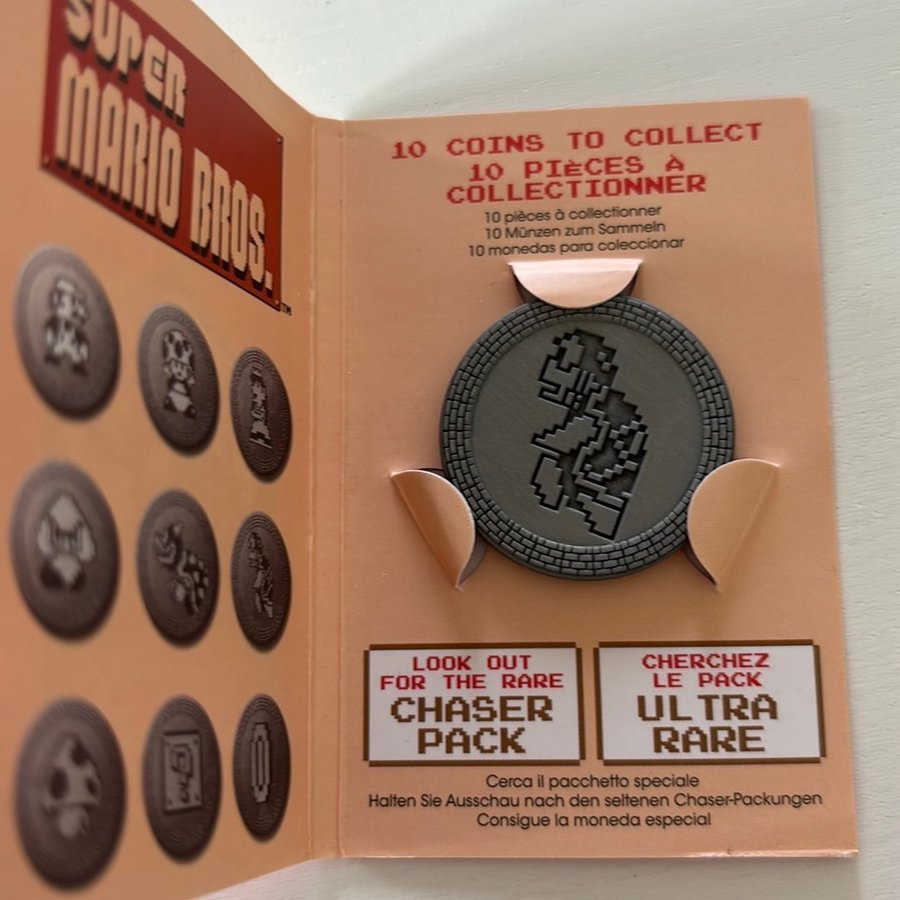 SUPER
MARIO BROS.
TM
10 COINS TO COLLECT
10 PIÈCES À
COLLECTIONNER
10 pièces à collectionner
10 Münzen zum Sammeln
10 monedas para coleccionar
LOOK OUT
FOR THE RARE
CHASER
PACK
CHERCHEZ
LE PACK
ULTRA
RARE
Cerca il pacchetto speciale
Halten Sie Ausschau nach den seltenen Chaser-Packungen
Consigue la moneda especial